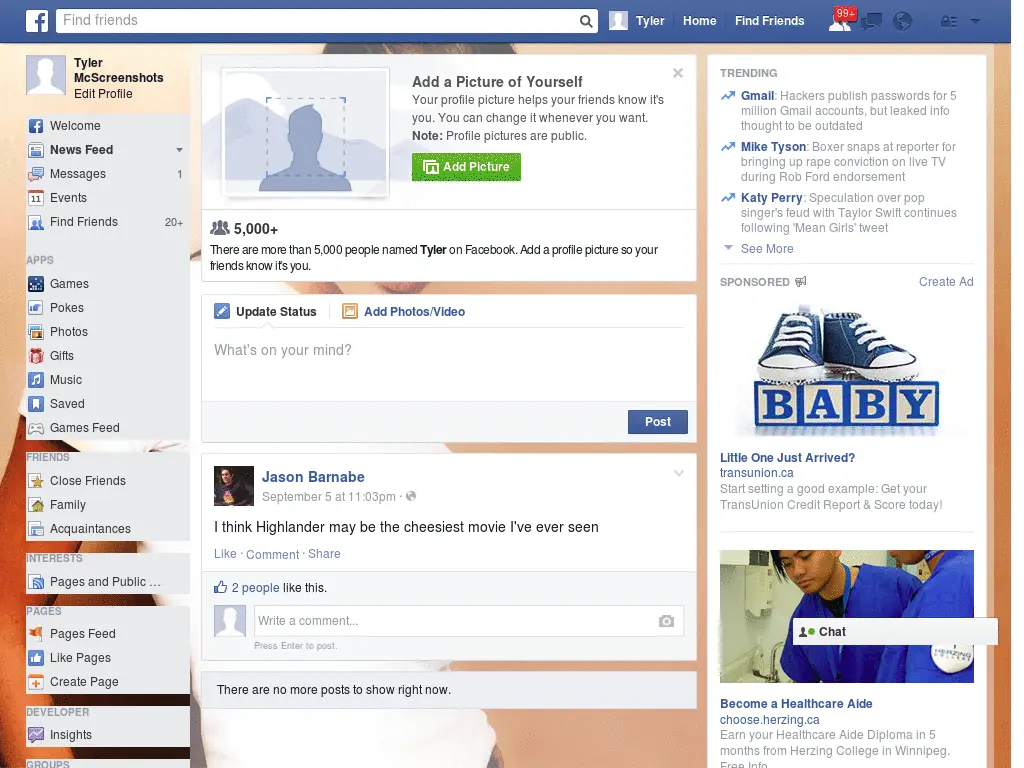 Find friends
Tyler
Home
Find Friends
99+
Tyler
McScreenshots
Edit Profile
Welcome
News Feed
Messages 1
Events
Find Friends 20+
APPS
Games
Pokes
Photos
Gifts
Music
Saved
Games Feed
FRIENDS
Close Friends
Family
Acquaintances
INTERESTS
Pages and Public ...
PAGES
Pages Feed
Like Pages
Create Page
DEVELOPER
Insights
GROUPS
Add a Picture of Yourself
Your profile picture helps your friends know it's
you. You can change it whenever you want.
Note: Profile pictures are public.
Add Picture
5,000+
There are more than 5,000 people named Tyler on Facebook. Add a profile picture so your
friends know it's you.
Update Status
Add Photos/Video
What's on your mind?
Post
Jason Barnabe
September 5 at 11:03pm ·
I think Highlander may be the cheesiest movie I've ever seen
Like · Comment · Share
2 people like this.
Write a comment...
Press Enter to post.
There are no more posts to show right now.
TRENDING
Gmail: Hackers publish passwords for 5
million Gmail accounts, but leaked info
thought to be outdated
Mike Tyson: Boxer snaps at reporter for
bringing up rape conviction on live TV
during Rob Ford endorsement
Katy Perry: Speculation over pop
singer's feud with Taylor Swift continues
following 'Mean Girls' tweet
See More
SPONSORED
Create Ad
BABY
Little One Just Arrived?
transunion.ca
Start setting a good example: Get your
TransUnion Credit Report & Score today!
Chat
HERZING
COLLEGE
Become a Healthcare Aide
choose.herzing.ca
Earn your Healthcare Aide Diploma in 5
months from Herzing College in Winnipeg.
Free Info